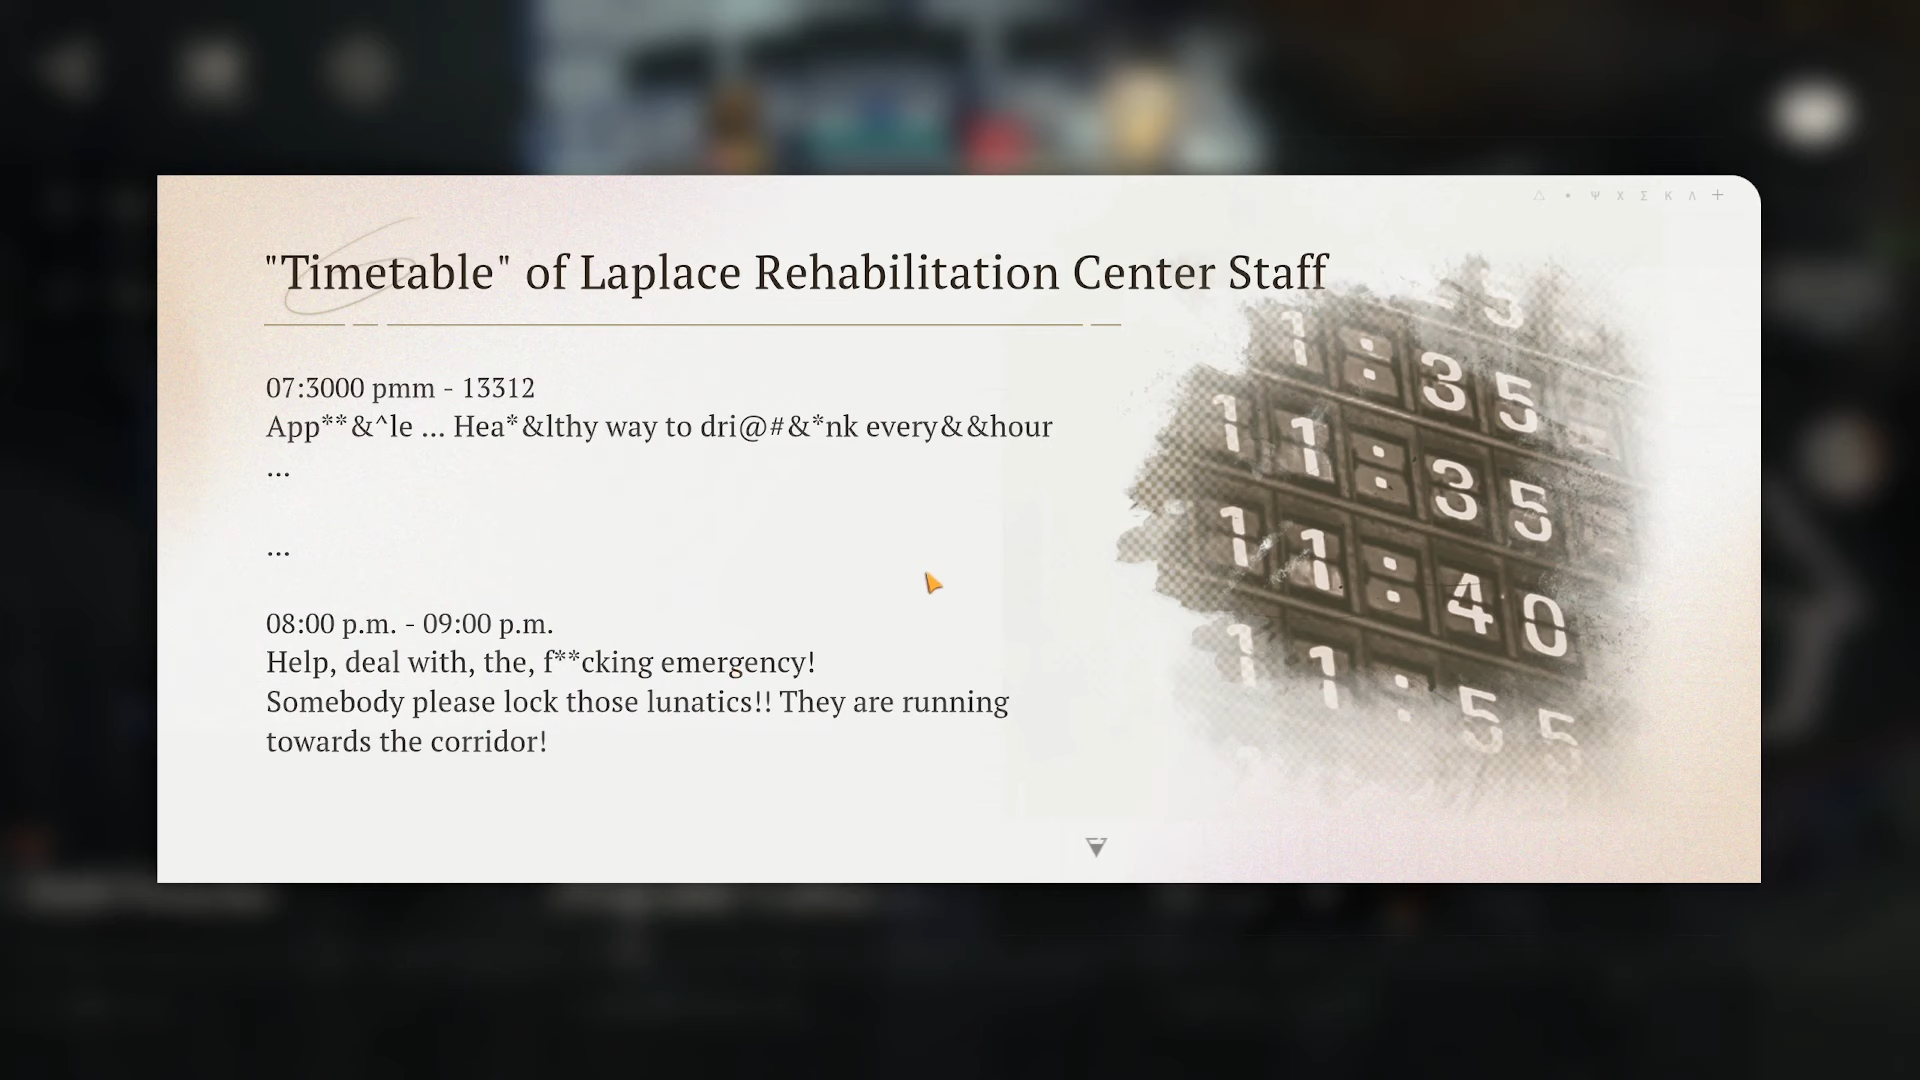 △ • Ψ X Σ K Λ +
"Timetable" of Laplace Rehabilitation Center Staff
07:3000 pmm - 13312
App**&^le ... Hea*&lthy way to dri@#&*nk every&&hour
...
...
08:00 p.m. - 09:00 p.m.
Help, deal with, the, f**cking emergency!
Somebody please lock those lunatics!! They are running
towards the corridor!
1:35
11:35
11:40
11:55